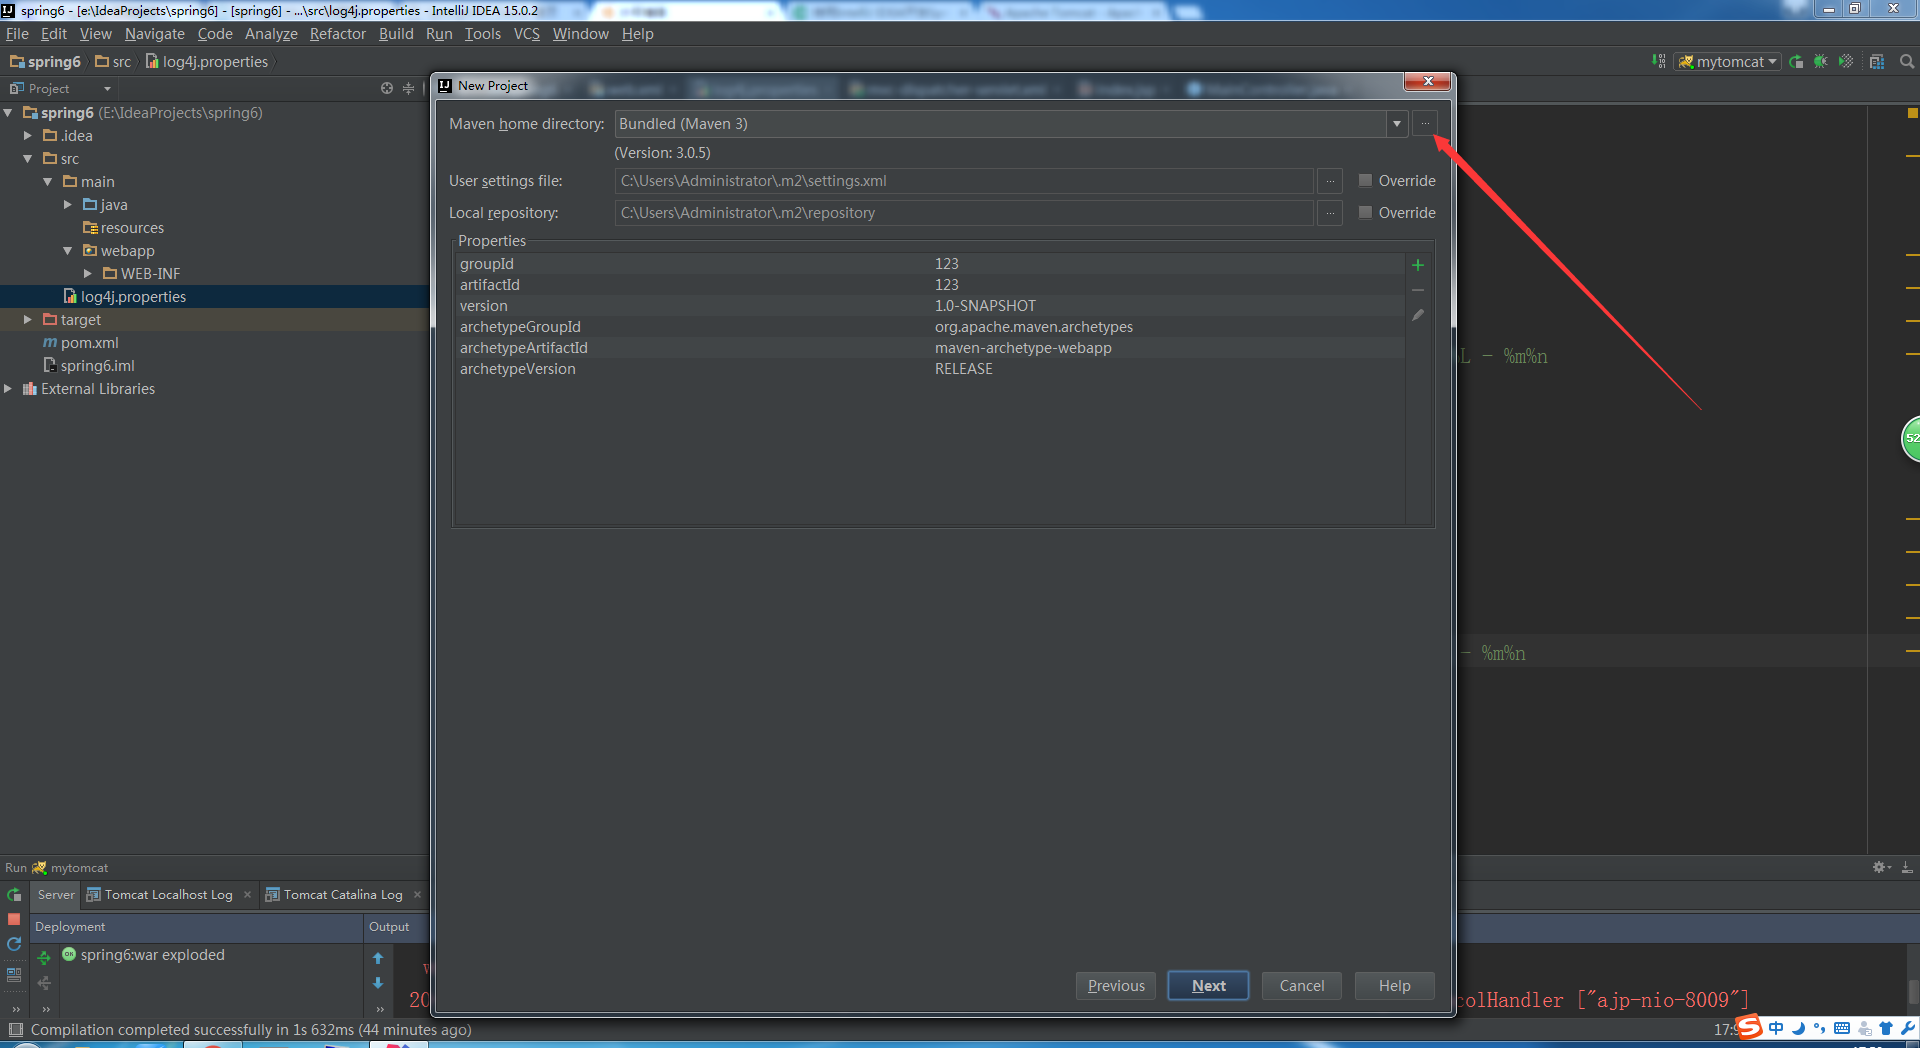 spring6 - [e:\IdeaProjects\spring6] - [spring6] - ...\src\log4j.properties - IntelliJ IDEA 15.0.2
File Edit View Navigate Code Analyze Refactor Build Run Tools VCS Window Help
spring6 src log4j.properties
mytomcat
Project
New Project
spring6 (E:\IdeaProjects\spring6)
.idea
src
main
java
resources
webapp
WEB-INF
log4j.properties
target
pom.xml
spring6.iml
External Libraries
Maven home directory: Bundled (Maven 3) ...
(Version: 3.0.5)
User settings file: C:\Users\Administrator\.m2\settings.xml ... Override
Local repository: C:\Users\Administrator\.m2\repository ... Override
Properties
groupId 123
artifactId 123
version 1.0-SNAPSHOT
archetypeGroupId org.apache.maven.archetypes
archetypeArtifactId maven-archetype-webapp
archetypeVersion RELEASE
L - %m%n
52
- %m%n
Previous Next Cancel Help
Run mytomcat
Server Tomcat Localhost Log Tomcat Catalina Log
Deployment Output
spring6:war exploded
20
colHandler ["ajp-nio-8009"]
Compilation completed successfully in 1s 632ms (44 minutes ago)
17:
中